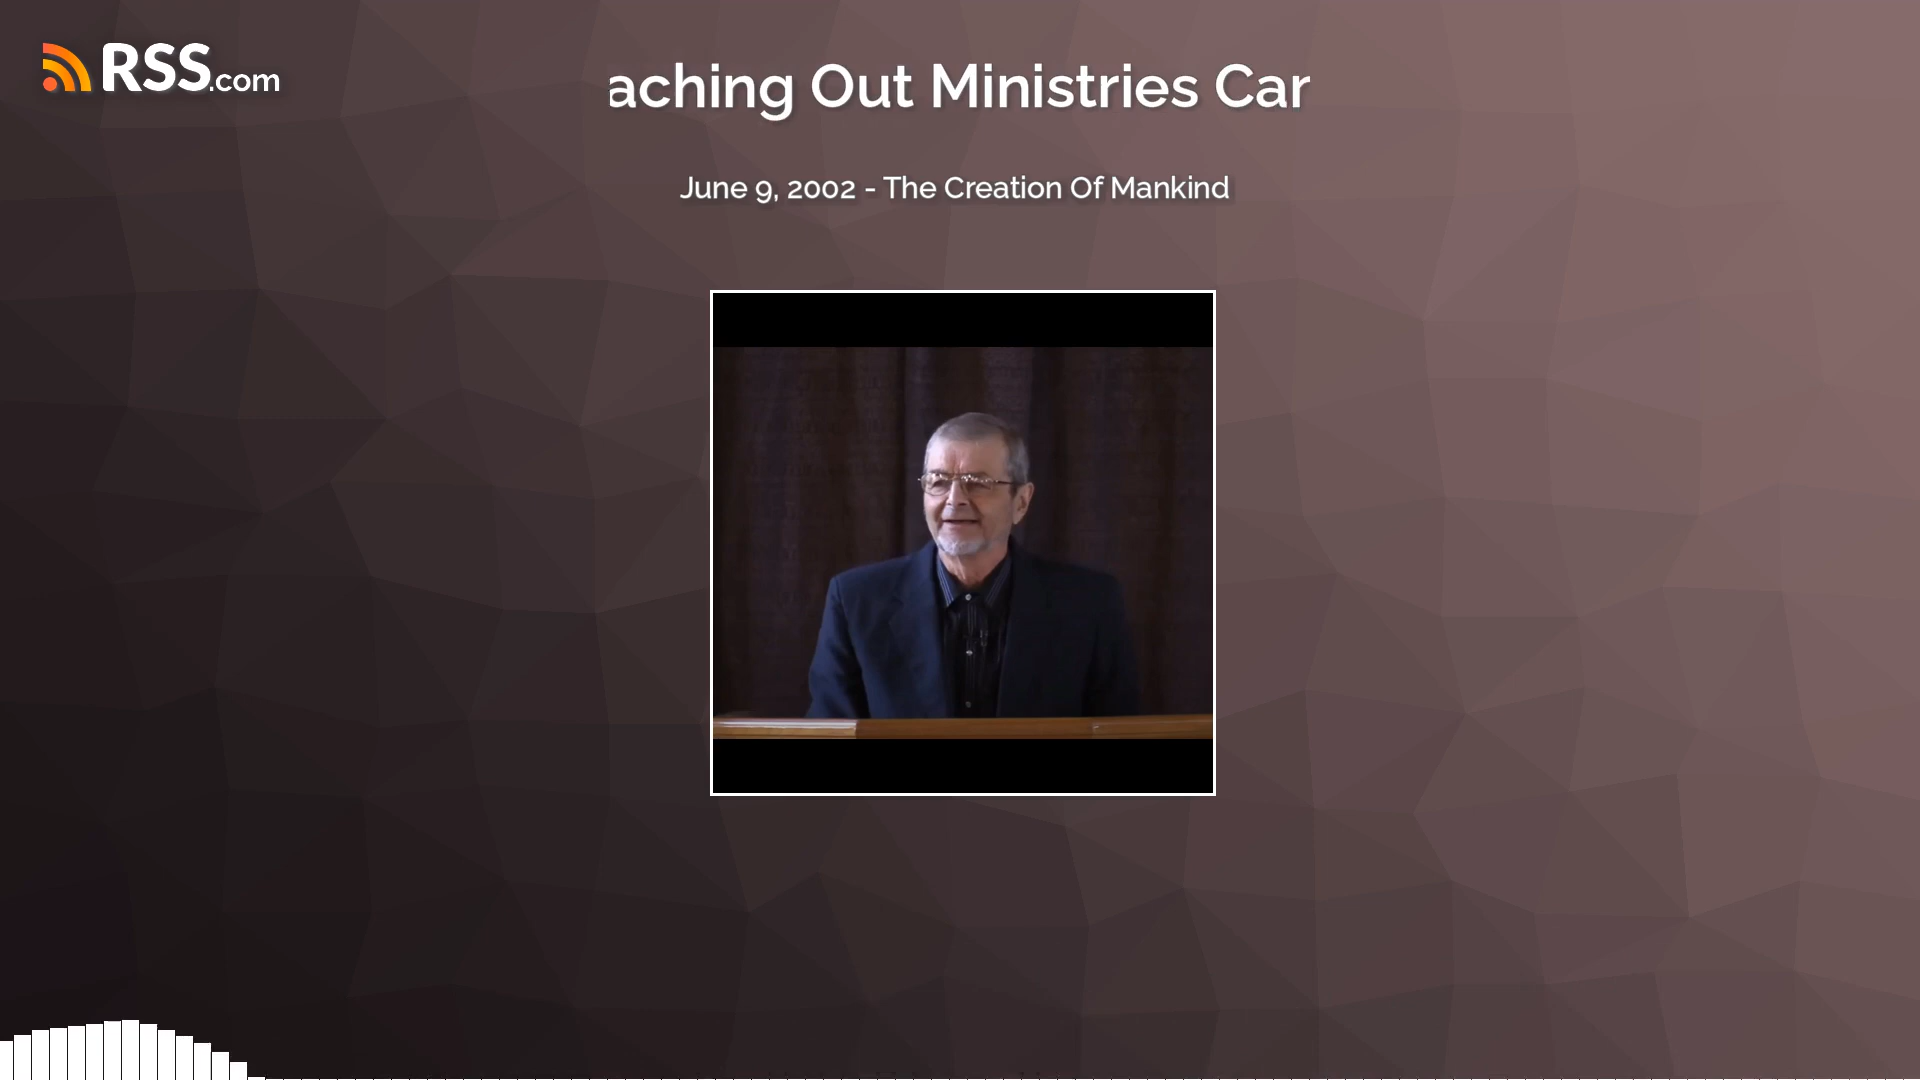 RSS.com
aching Out Ministries Car
June 9, 2002 - The Creation Of Mankind